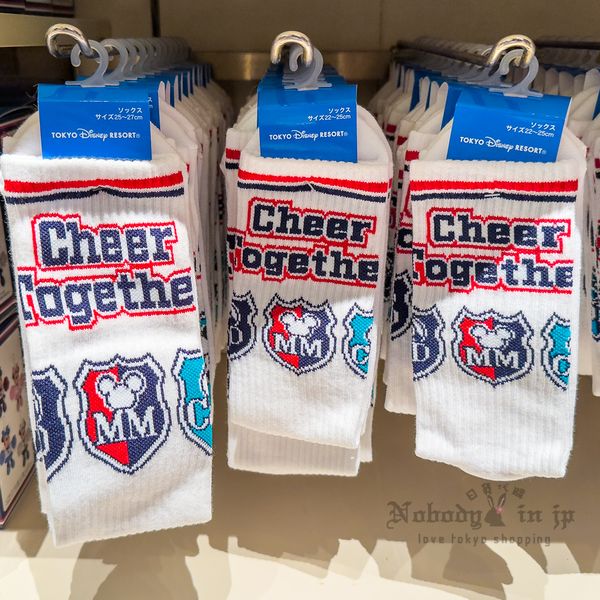 ソックス
サイズ25~27cm
TOKYO Disney RESORT®
Cheer
Togethe
MM
C
ソックス
サイズ22~25cm
TOKYO Disney RESORT®
Cheer
Togethe
D
MM
C
ソックス
サイズ22~25cm
TOKYO Disney RESORT®
Cheer
Togethe
D
MM
C
Nobody in jp
love tokyo shopping